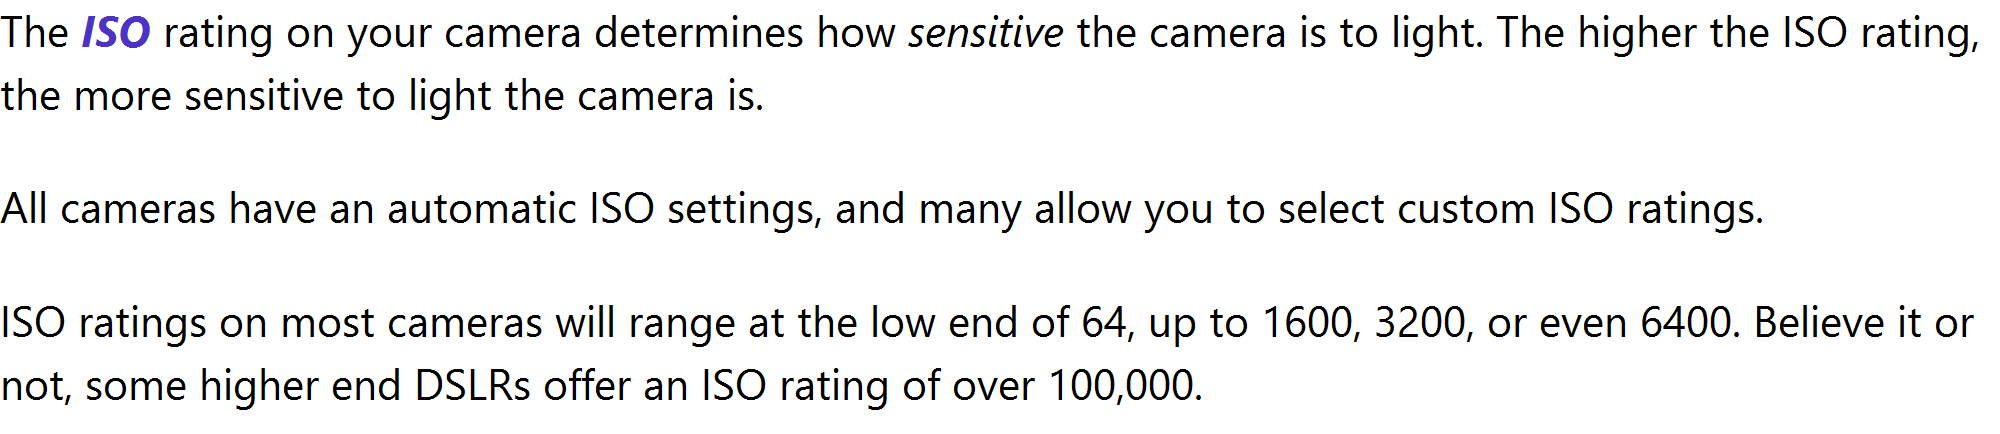 The ISO rating on your camera determines how sensitive the camera is to light. The higher the ISO rating,
the more sensitive to light the camera is.
All cameras have an automatic ISO settings, and many allow you to select custom ISO ratings.
ISO ratings on most cameras will range at the low end of 64, up to 1600, 3200, or even 6400. Believe it or
not, some higher end DSLRs offer an ISO rating of over 100,000.